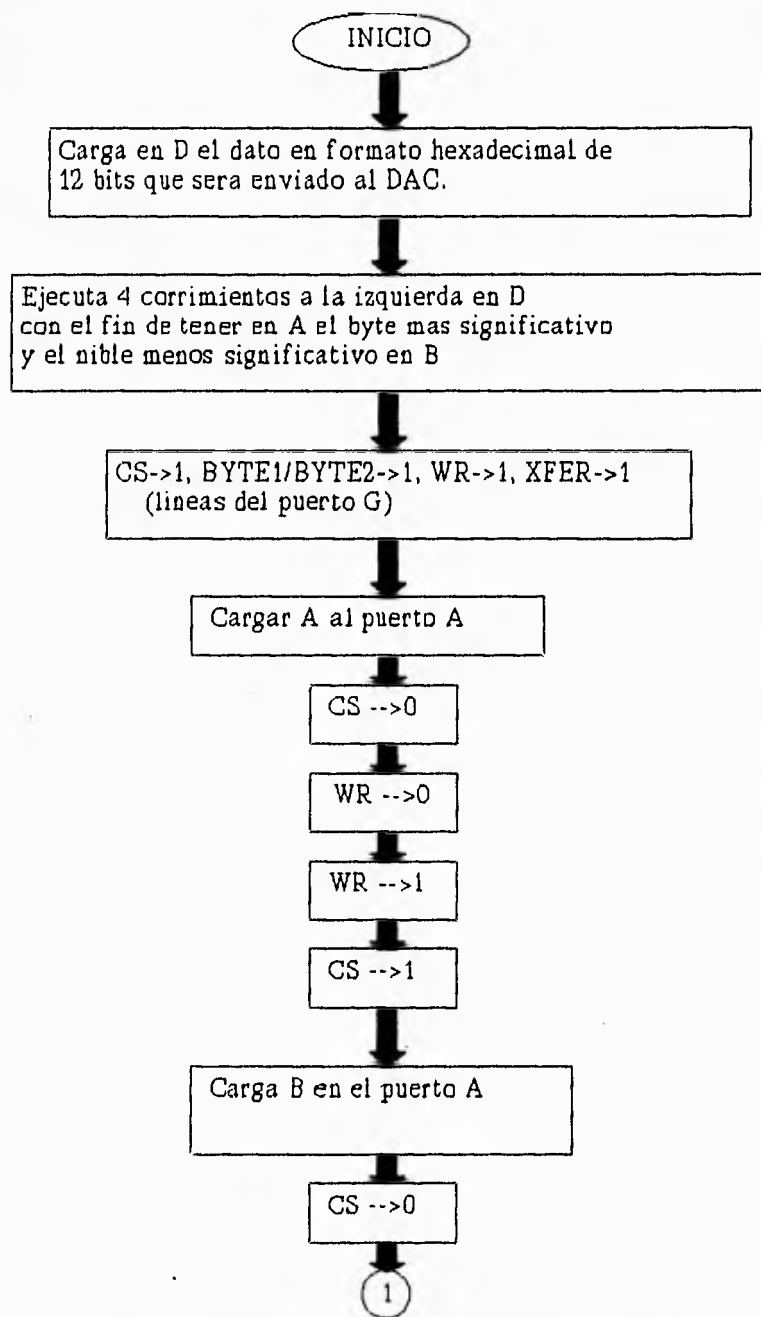 INICIO
Carga en D el dato en formato hexadecimal de
12 bits que sera enviado al DAC.
Ejecuta 4 corrimientos a la izquierda en D
con el fin de tener en A el byte mas significativo
y el nible menos significativo en B
CS->1, BYTE1/BYTE2->1, WR->1, XFER->1
(lineas del puerto G)
Cargar A al puerto A
CS -->0
WR -->0
WR -->1
CS -->1
Carga B en el puerto A
CS -->0
1